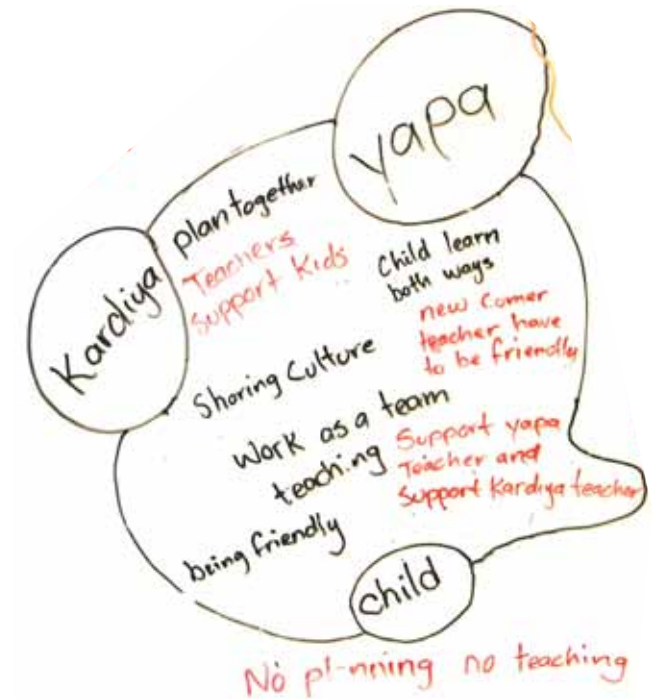 yapa
Kardiya
plan together
Teachers
Support Kids
Child learn
both ways
new comer
teacher have
to be friendly
Sharing Culture
Work as a team
teaching
Support yapa
Teacher and
Support Kardiya teacher
being friendly
child
No pl-nning no teaching